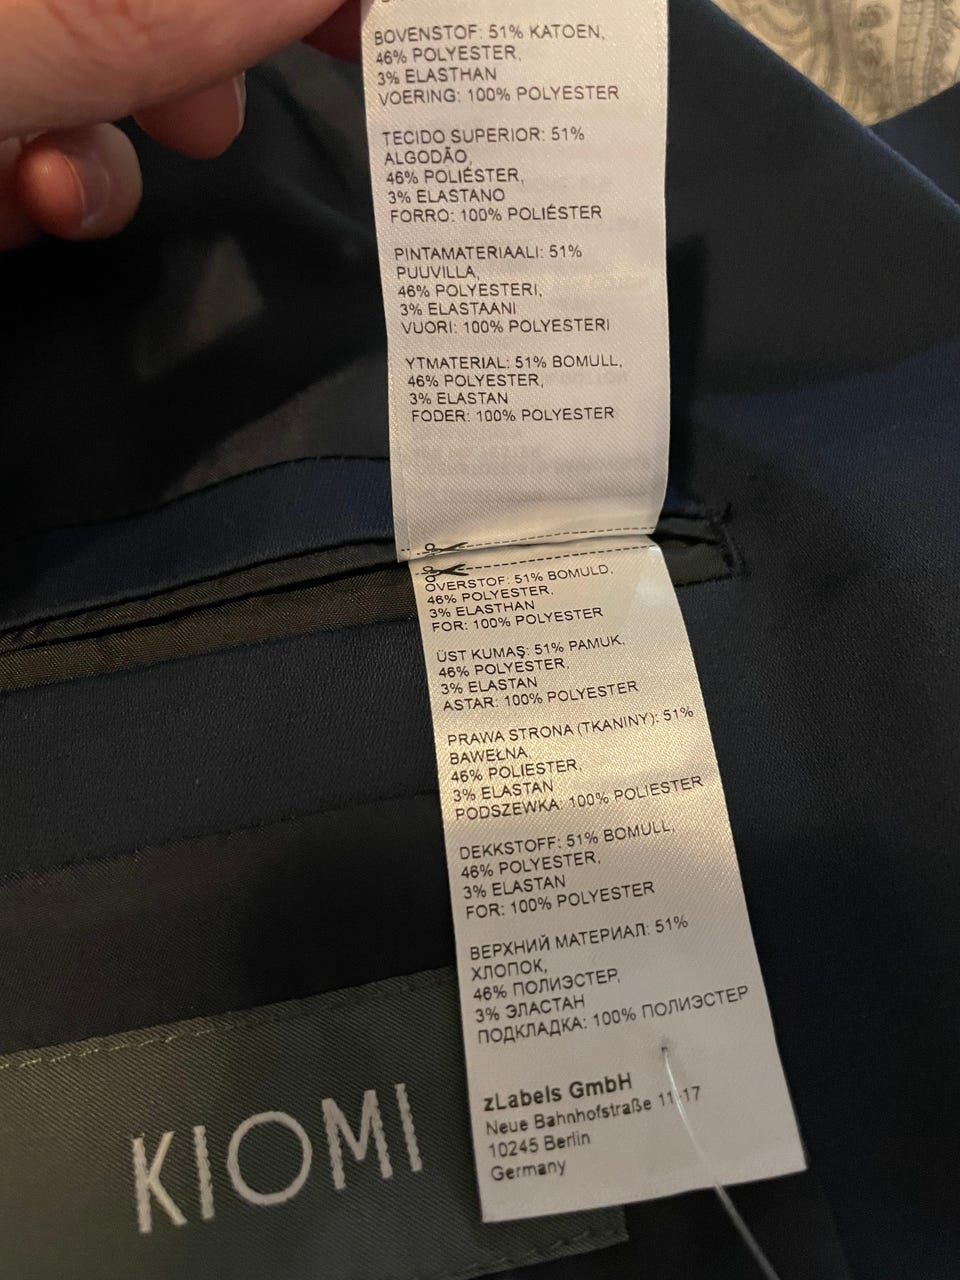 BOVENSTOF: 51% KATOEN,
46% POLYESTER,
3% ELASTHAN
VOERING: 100% POLYESTER
TECIDO SUPERIOR: 51%
ALGODÃO,
46% POLIÉSTER,
3% ELASTANO
FORRO: 100% POLIÉSTER
PINTAMATERIAALI: 51%
PUUVILLA,
46% POLYESTERI,
3% ELASTAANI
VUORI: 100% POLYESTERI
YTMATERIAL: 51% BOMULL,
46% POLYESTER,
3% ELASTAN
FODER: 100% POLYESTER
OVERSTOF: 51% BOMULD,
46% POLYESTER,
3% ELASTHAN
FOR: 100% POLYESTER
ÜST KUMAŞ: 51% PAMUK,
46% POLYESTER,
3% ELASTAN
ASTAR: 100% POLYESTER
PRAWA STRONA (TKANINY): 51%
BAWEŁNA,
46% POLIESTER,
3% ELASTAN
PODSZEWKA: 100% POLIESTER
DEKKSTOFF: 51% BOMULL,
46% POLYESTER,
3% ELASTAN
FOR: 100% POLYESTER
ВЕРХНИЙ МАТЕРИАЛ: 51%
ХЛОПОК,
46% ПОЛИЭСТЕР,
3% ЭЛАСТАН
ПОДКЛАДКА: 100% ПОЛИЭСТЕР
zLabels GmbH
Neue Bahnhofstraße 11-17
10245 Berlin
Germany
KIOMI